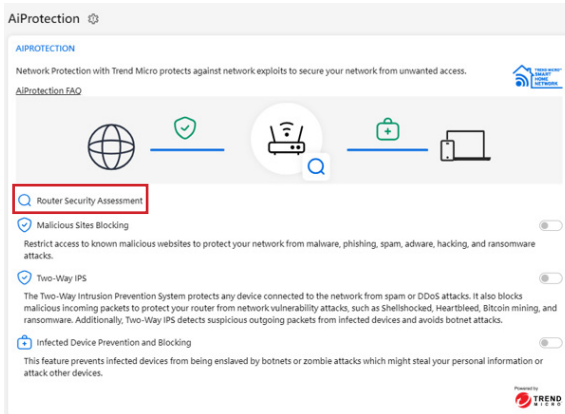 AiProtection
AIPROTECTION
Network Protection with Trend Micro protects against network exploits to secure your network from unwanted access.
TREND MICRO™
SMART
HOME
NETWORK
AiProtection FAQ
Router Security Assessment
Malicious Sites Blocking
Restrict access to known malicious websites to protect your network from malware, phishing, spam, adware, hacking, and ransomware
attacks.
Two-Way IPS
The Two-Way Intrusion Prevention System protects any device connected to the network from spam or DDoS attacks. It also blocks
malicious incoming packets to protect your router from network vulnerability attacks, such as Shellshocked, Heartbleed, Bitcoin mining, and
ransomware. Additionally, Two-Way IPS detects suspicious outgoing packets from infected devices and avoids botnet attacks.
Infected Device Prevention and Blocking
This feature prevents infected devices from being enslaved by botnets or zombie attacks which might steal your personal information or
attack other devices.
Powered by
TREND
MICRO